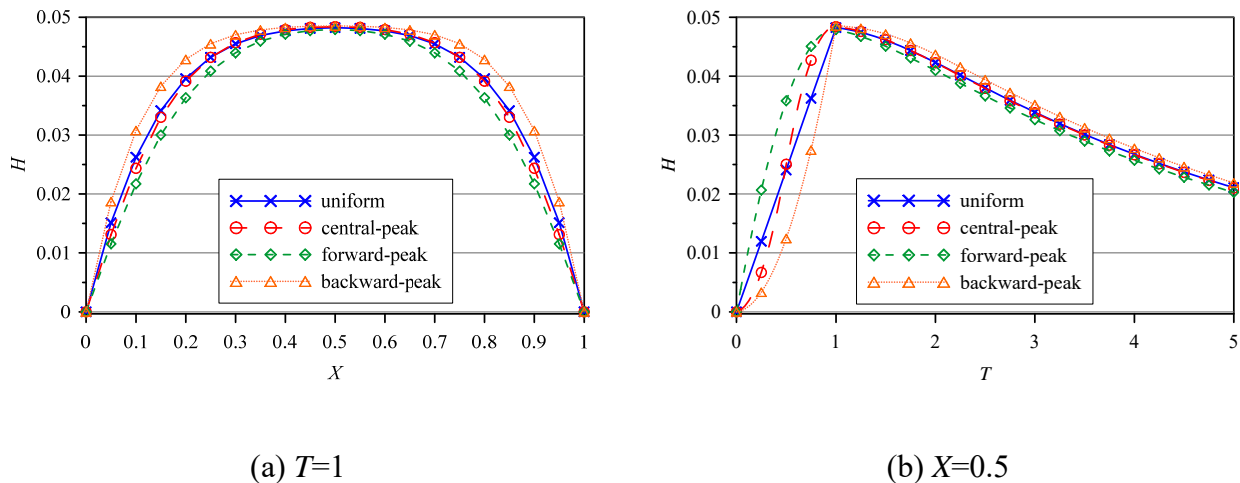 0.05
0.04
0.03
0.02
0.01
0
H
0 0.1 0.2 0.3 0.4 0.5 0.6 0.7 0.8 0.9 1
X
uniform
central-peak
forward-peak
backward-peak
(a) T=1
0.05
0.04
0.03
0.02
0.01
0
H
0 1 2 3 4 5
T
uniform
central-peak
forward-peak
backward-peak
(b) X=0.5